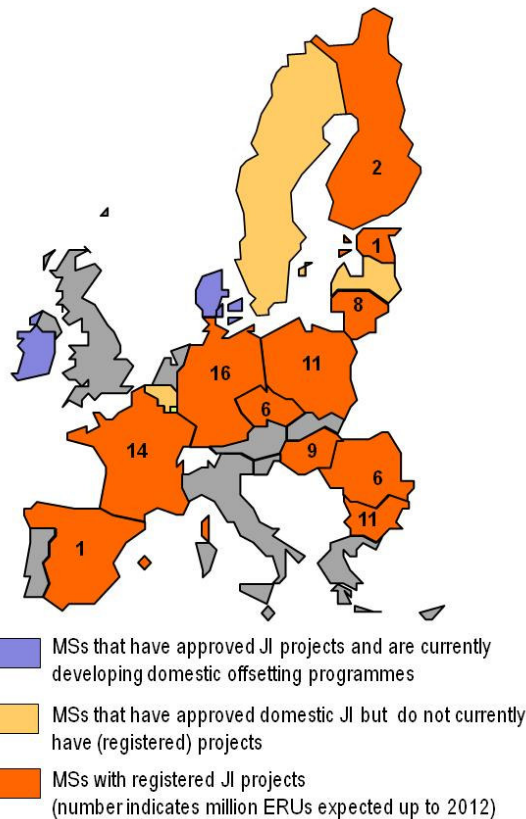 2
1
8
16
11
6
14
9
6
11
1
MSs that have approved JI projects and are currently
developing domestic offsetting programmes
MSs that have approved domestic JI but do not currently
have (registered) projects
MSs with registered JI projects
(number indicates million ERUs expected up to 2012)